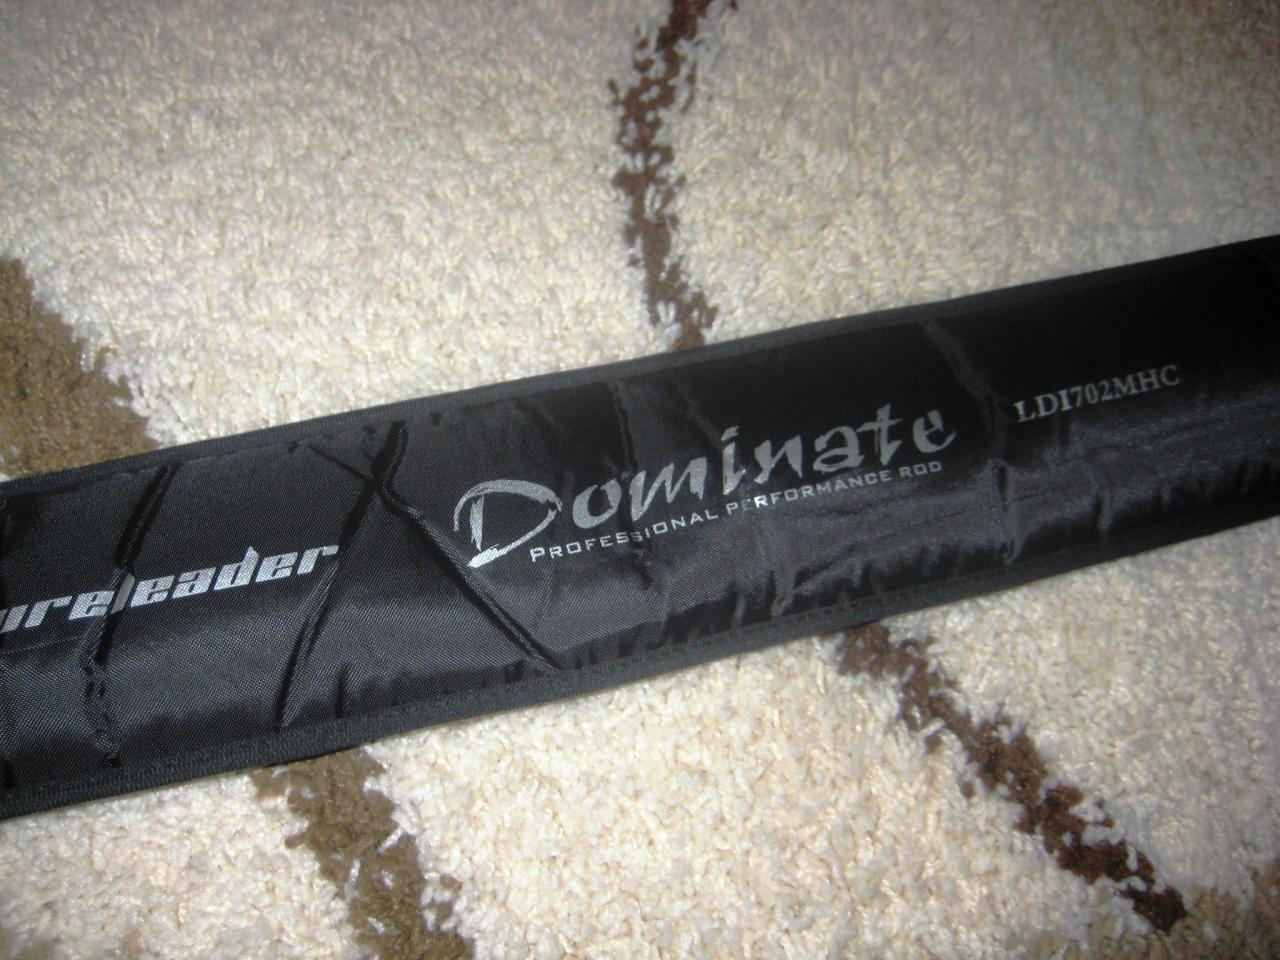 ureleader
Dominate
PROFESSIONAL PERFORMANCE ROD
LDI702MHC